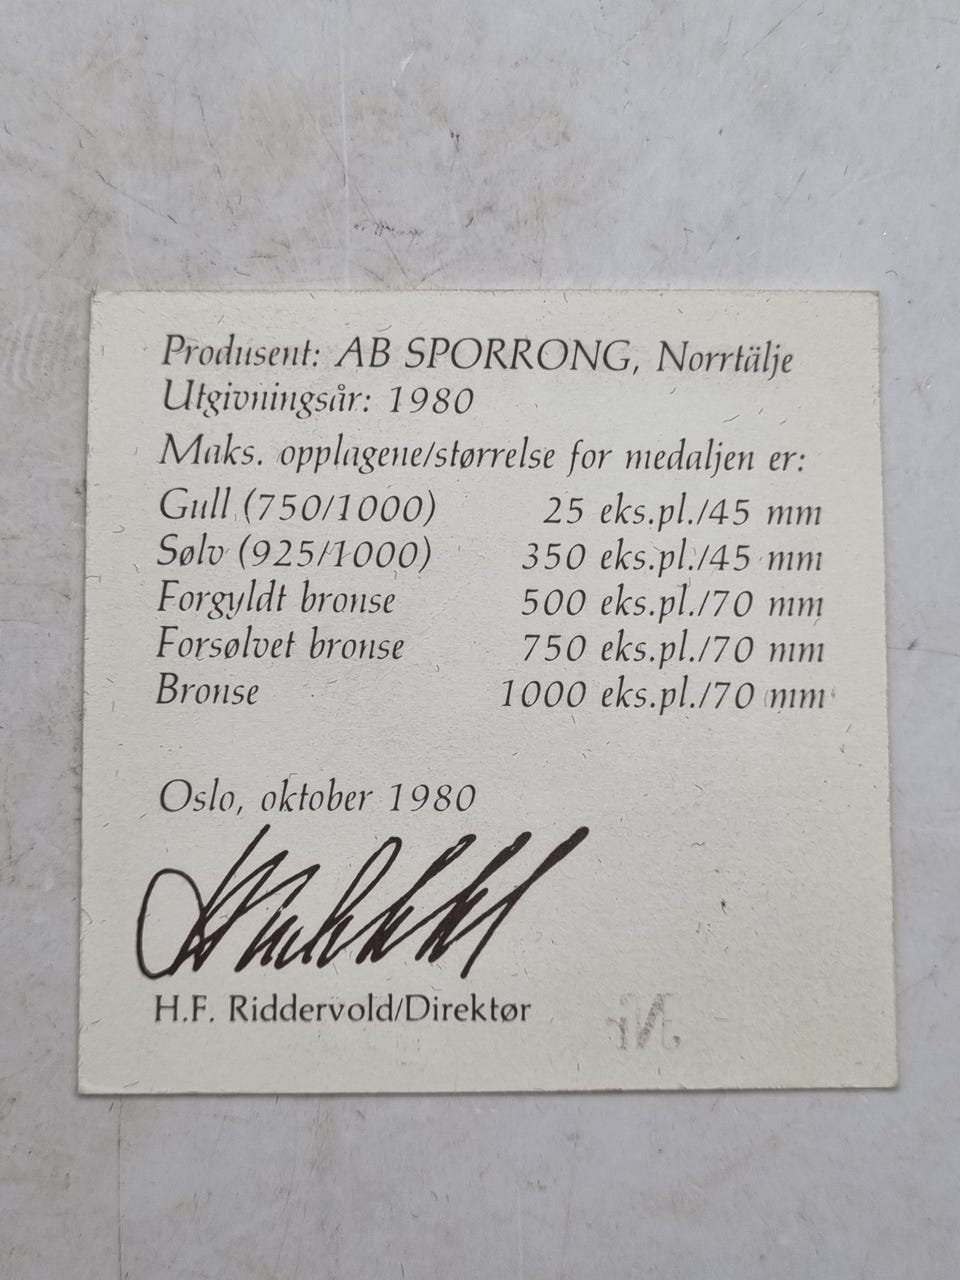 Produsent: AB SPORRONG, Norrtälje
Utgivningsår: 1980
Maks. opplagene/størrelse for medaljen er:
Gull (750/1000) 25 eks.pl./45 mm
Sølv (925/1000) 350 eks.pl./45 mm
Forgyldt bronse 500 eks.pl./70 mm
Forsølvet bronse 750 eks.pl./70 mm
Bronse 1000 eks.pl./70 mm
Oslo, oktober 1980
H.F. Riddervold/Direktør
Nr